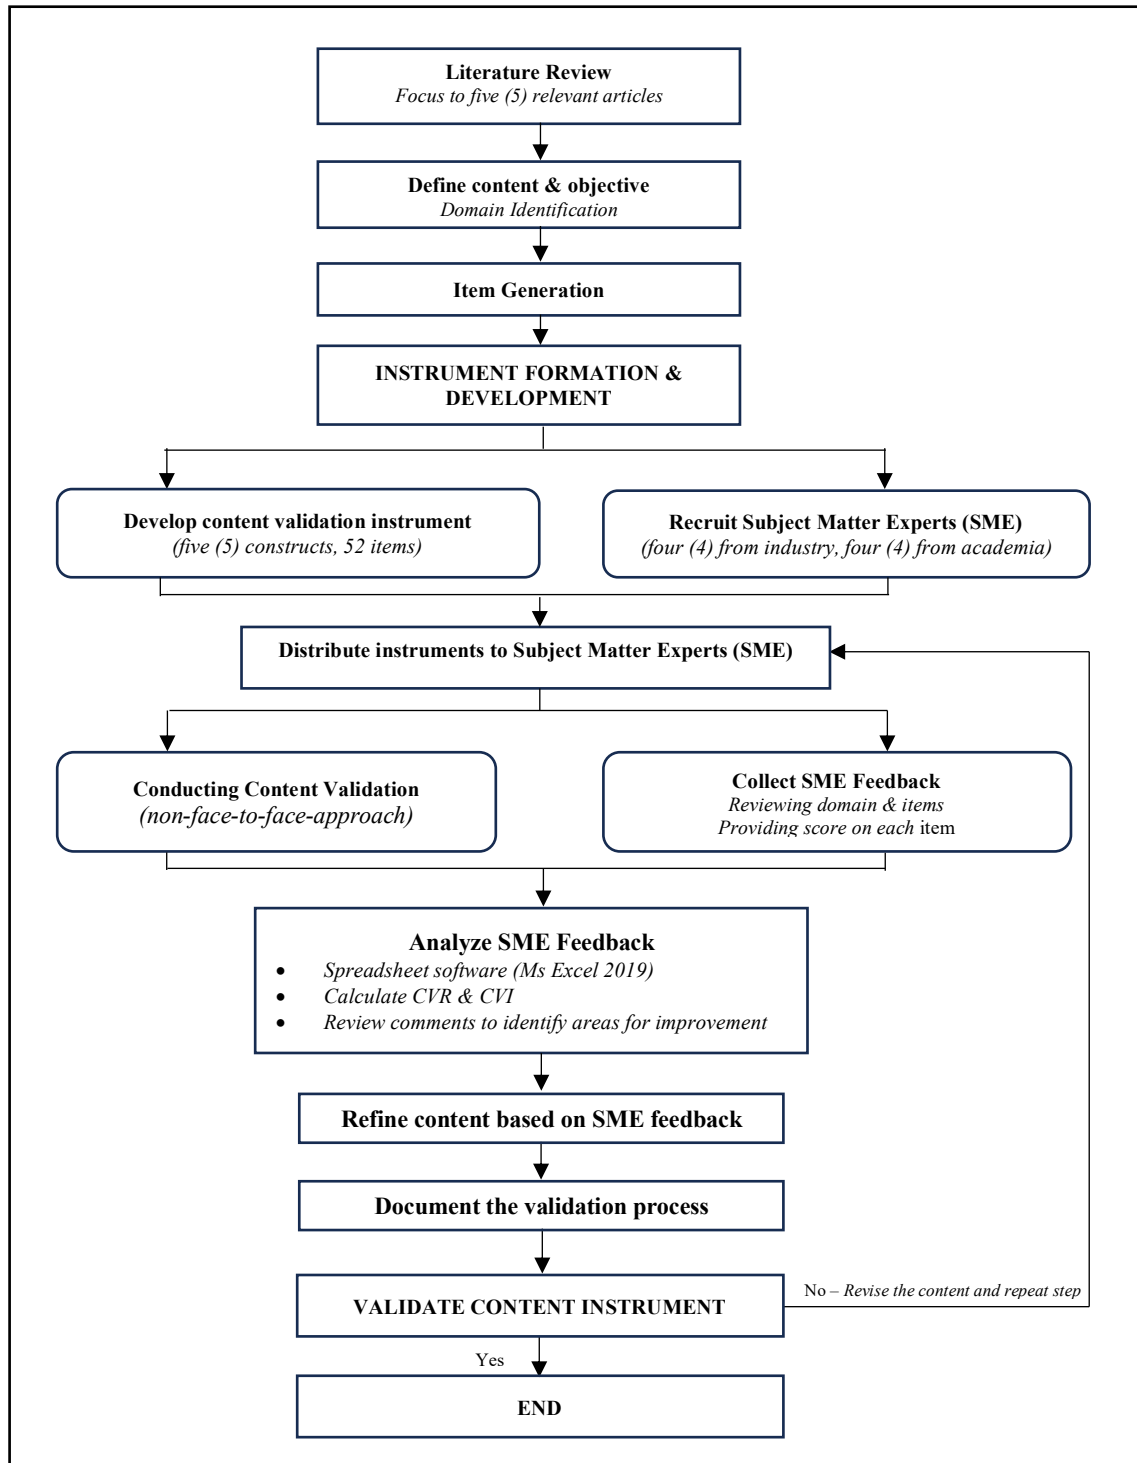 Literature Review
Focus to five (5) relevant articles
Define content & objective
Domain Identification
Item Generation
INSTRUMENT FORMATION &
DEVELOPMENT
Develop content validation instrument
(five (5) constructs, 52 items)
Recruit Subject Matter Experts (SME)
(four (4) from industry, four (4) from academia)
Distribute instruments to Subject Matter Experts (SME)
Conducting Content Validation
(non-face-to-face-approach)
Collect SME Feedback
Reviewing domain & items
Providing score on each item
Analyze SME Feedback
• Spreadsheet software (Ms Excel 2019)
• Calculate CVR & CVI
• Review comments to identify areas for improvement
Refine content based on SME feedback
Document the validation process
VALIDATE CONTENT INSTRUMENT
No – Revise the content and repeat step
Yes
END